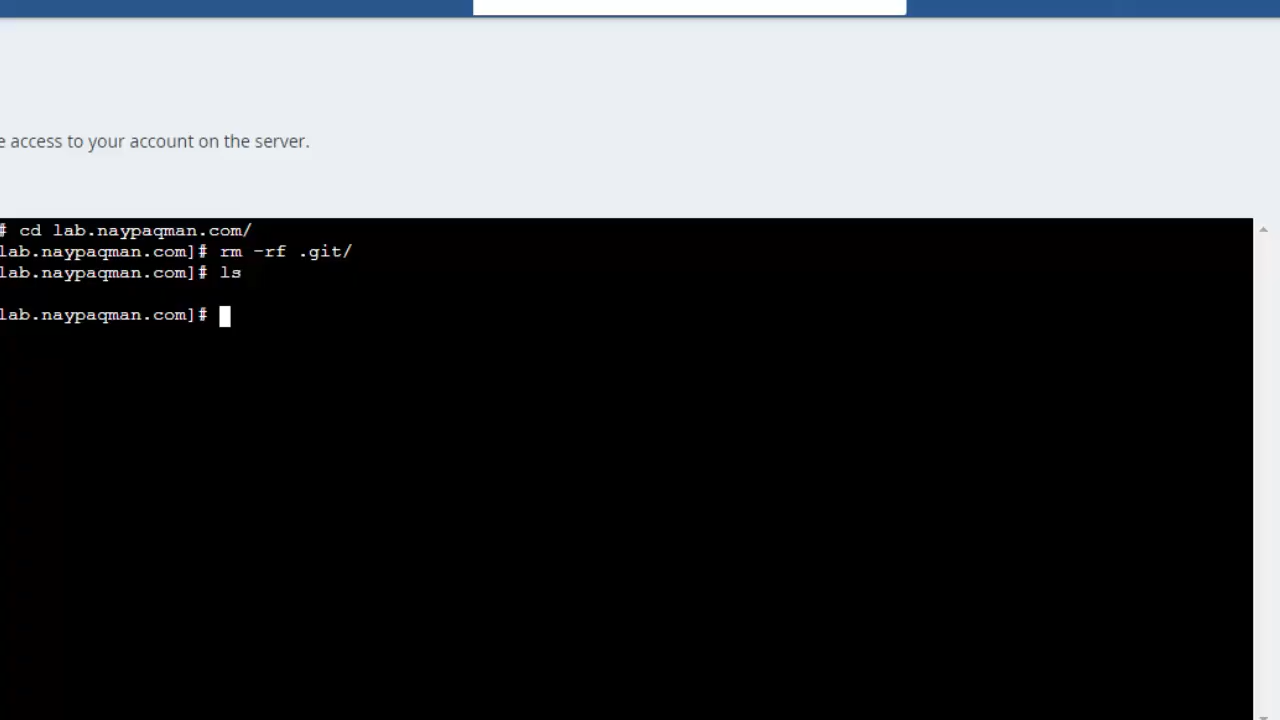 access to your account on the server.
# cd lab.naypaqman.com/
lab.naypaqman.com]# rm -rf .git/
lab.naypaqman.com]# ls
lab.naypaqman.com]#